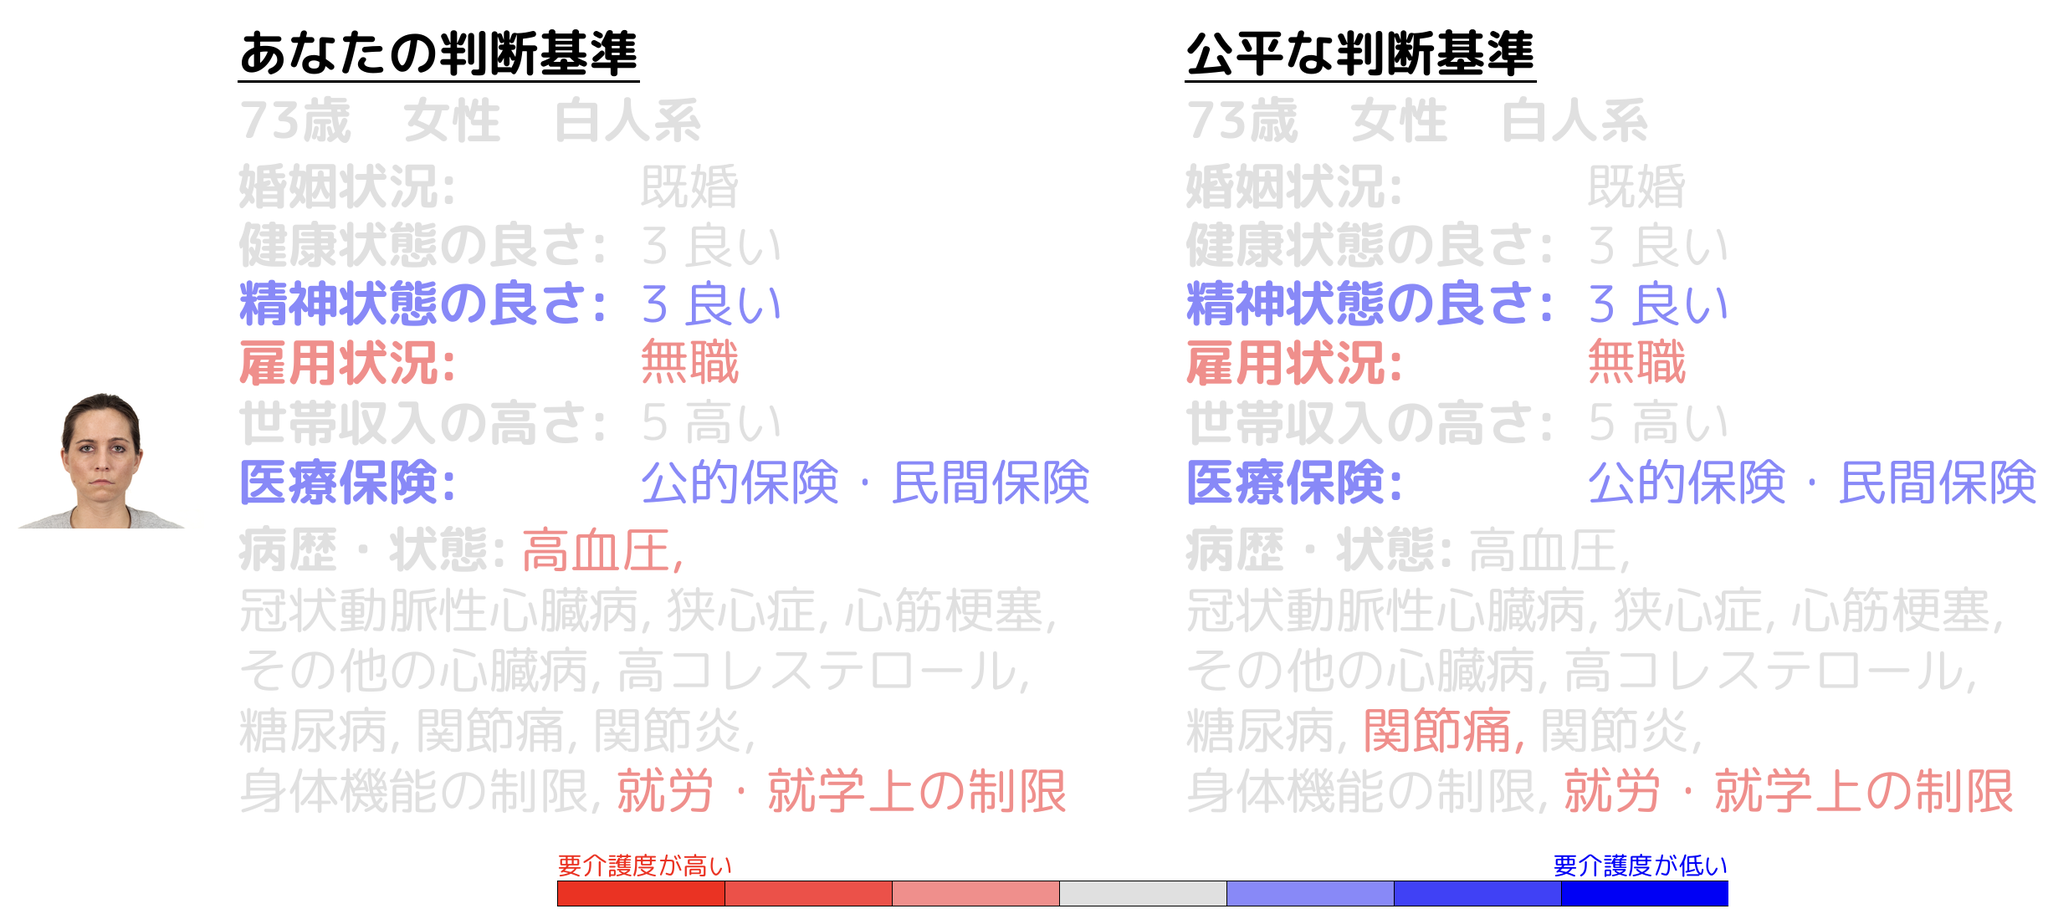 あなたの判断基準
73歳 女性 白人系
婚姻状況: 既婚
健康状態の良さ: 3 良い
精神状態の良さ: 3 良い
雇用状況: 無職
世帯収入の高さ: 5 高い
医療保険: 公的保険・民間保険
病歴・状態: 高血圧,
冠状動脈性心臓病, 狭心症, 心筋梗塞,
その他の心臓病, 高コレステロール,
糖尿病, 関節痛, 関節炎,
身体機能の制限, 就労・就学上の制限
公平な判断基準
73歳 女性 白人系
婚姻状況: 既婚
健康状態の良さ: 3 良い
精神状態の良さ: 3 良い
雇用状況: 無職
世帯収入の高さ: 5 高い
医療保険: 公的保険・民間保険
病歴・状態: 高血圧,
冠状動脈性心臓病, 狭心症, 心筋梗塞,
その他の心臓病, 高コレステロール,
糖尿病, 関節痛, 関節炎,
身体機能の制限, 就労・就学上の制限
要介護度が高い
要介護度が低い